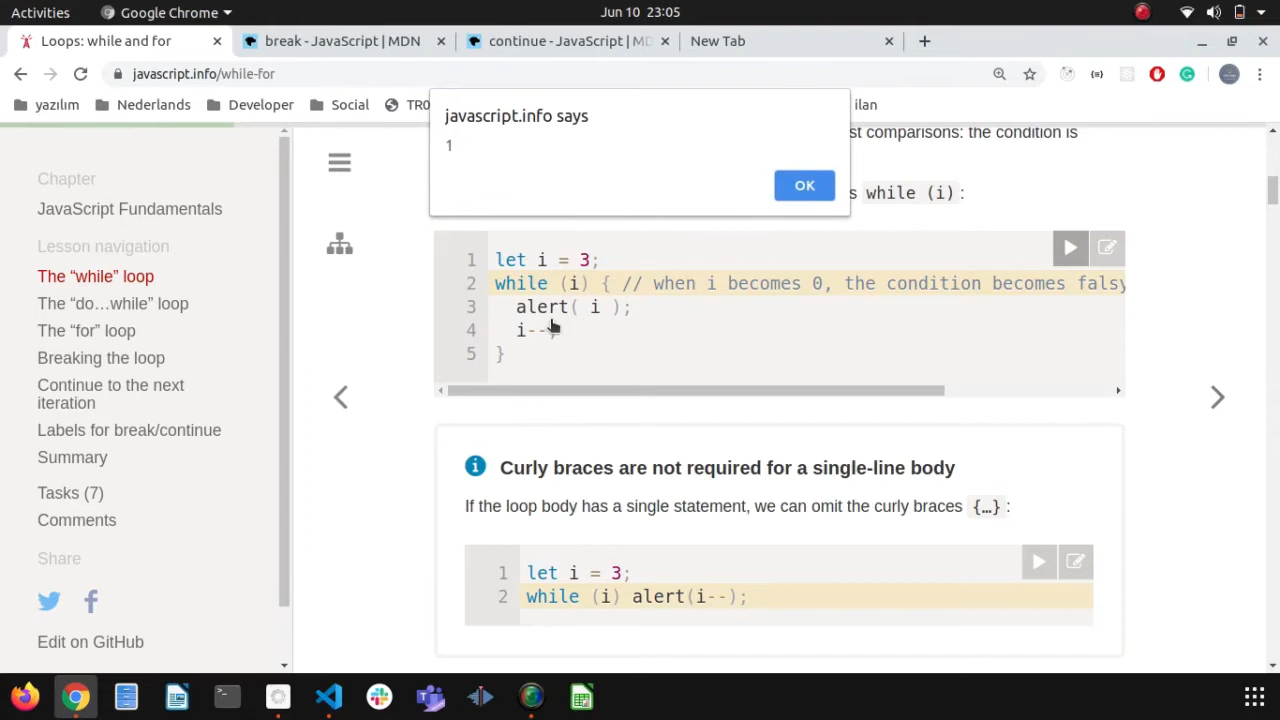 Activities
Google Chrome
Jun 10 23:05
Loops: while and for
break - JavaScript | MDN
continue - JavaScript | MD
New Tab
javascript.info/while-for
yazılım
Nederlands
Developer
Social
TR0
ilan
javascript.info says
1
OK
st comparisons: the condition is
s while (i):
Chapter
JavaScript Fundamentals
Lesson navigation
The “while” loop
The “do…while” loop
The “for” loop
Breaking the loop
Continue to the next
iteration
Labels for break/continue
Summary
Tasks (7)
Comments
Share
Edit on GitHub
1 let i = 3;
2 while (i) { // when i becomes 0, the condition becomes falsy
3 alert( i );
4 i--;
5 }
Curly braces are not required for a single-line body
If the loop body has a single statement, we can omit the curly braces {…}:
1 let i = 3;
2 while (i) alert(i--);